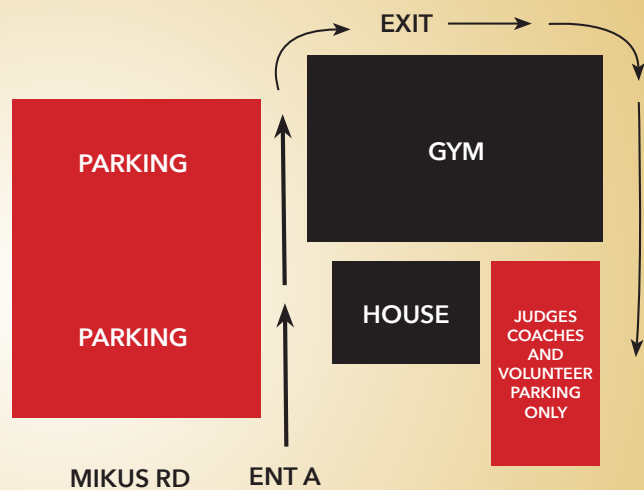 EXIT
PARKING
GYM
PARKING
HOUSE
JUDGES
COACHES
AND
VOLUNTEER
PARKING
ONLY
MIKUS RD
ENT A